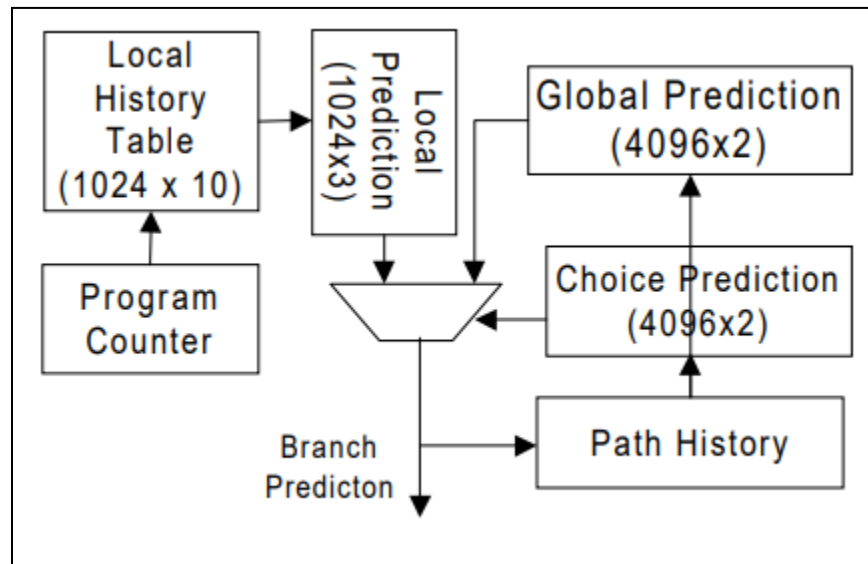 Local
History
Table
(1024 x 10)
Local
Prediction
(1024x3)
Global Prediction
(4096x2)
Program
Counter
Choice Prediction
(4096x2)
Path History
Branch
Predicton